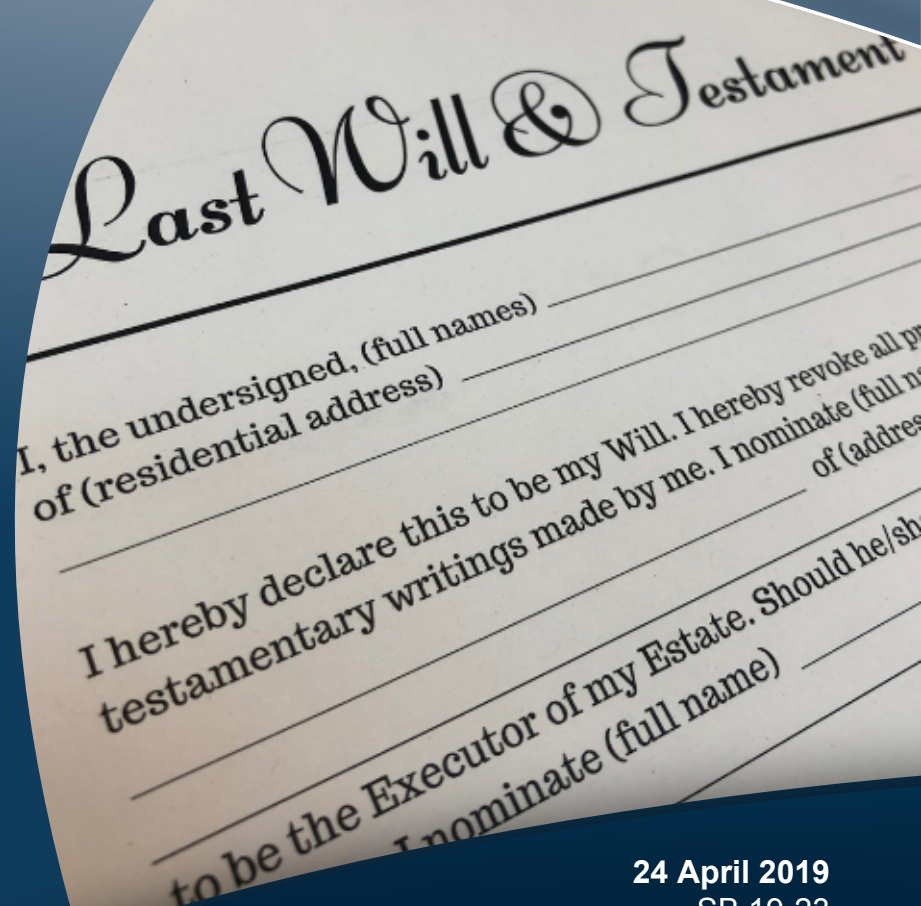 Last Will & Testament
I, the undersigned, (full names)
of (residential address)
I hereby declare this to be my Will. I hereby revoke all
testamentary writings made by me. I nominate (full
of (address
to be the Executor of my Estate. Should
I nominate (full name)
24 April 2019